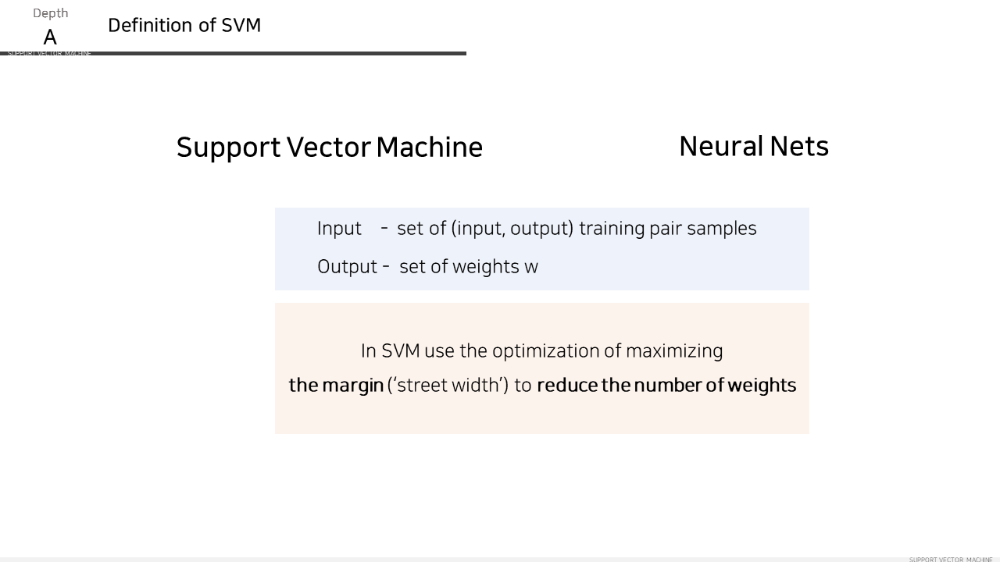 Depth
A
Definition of SVM
SUPPORT VECTOR MACHINE
Support Vector Machine
Neural Nets
Input - set of (input, output) training pair samples
Output - set of weights w
In SVM use the optimization of maximizing
the margin (‘street width’) to reduce the number of weights
SUPPORT VECTOR MACHINE